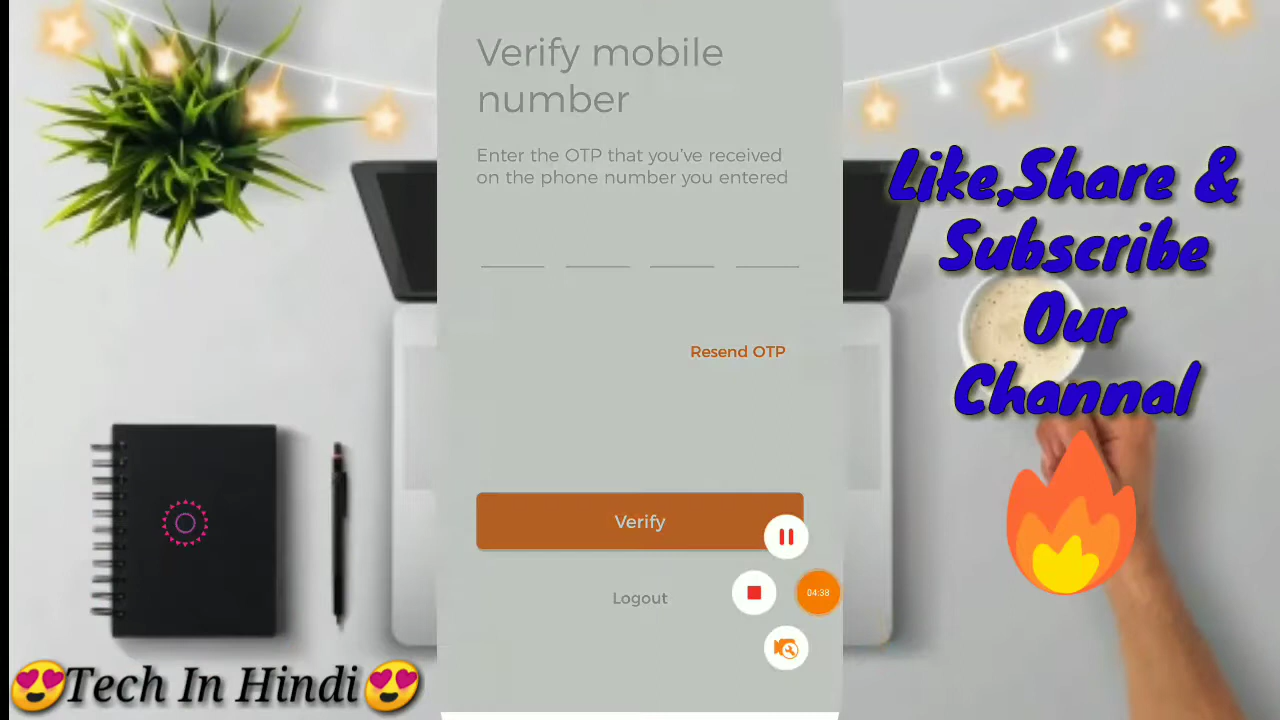 Verify mobile
number
Enter the OTP that you've received
on the phone number you entered
Resend OTP
Verify
04:38
Logout
Like,Share &
Subscribe
Our
Channal
😍Tech In Hindi😍